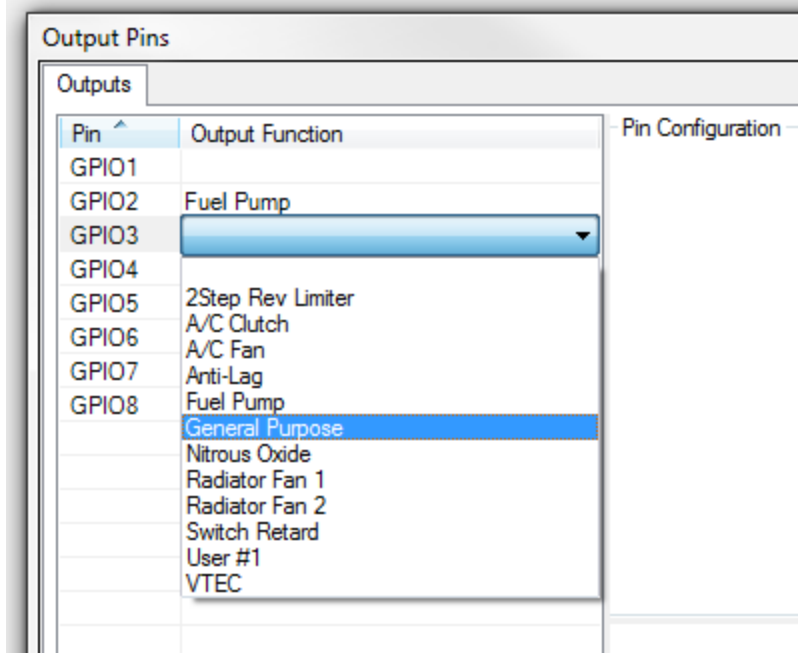 Output Pins
Outputs
Pin Output Function
Pin Configuration
GPIO1
GPIO2 Fuel Pump
GPIO3
GPIO4
GPIO5
GPIO6
GPIO7
GPIO8
2Step Rev Limiter
A/C Clutch
A/C Fan
Anti-Lag
Fuel Pump
General Purpose
Nitrous Oxide
Radiator Fan 1
Radiator Fan 2
Switch Retard
User #1
VTEC